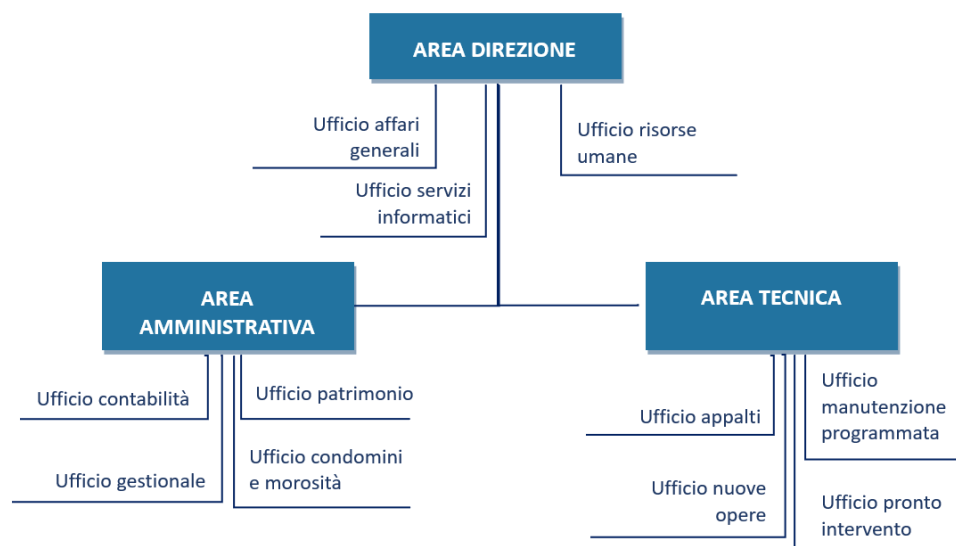 AREA DIREZIONE
Ufficio affari
generali
Ufficio risorse
umane
Ufficio servizi
informatici
AREA
AMMINISTRATIVA
AREA TECNICA
Ufficio contabilità
Ufficio patrimonio
Ufficio gestionale
Ufficio condomini
e morosità
Ufficio appalti
Ufficio
manutenzione
programmata
Ufficio nuove
opere
Ufficio pronto
intervento